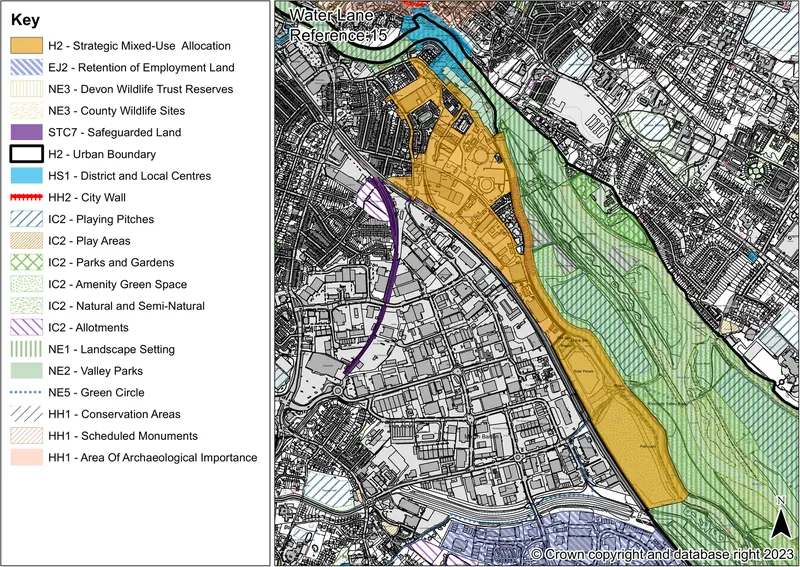 Key
H2 - Strategic Mixed-Use Allocation
EJ2 - Retention of Employment Land
NE3 - Devon Wildlife Trust Reserves
NE3 - County Wildlife Sites
STC7 - Safeguarded Land
H2 - Urban Boundary
HS1 - District and Local Centres
HH2 - City Wall
IC2 - Playing Pitches
IC2 - Play Areas
IC2 - Parks and Gardens
IC2 - Amenity Green Space
IC2 - Natural and Semi-Natural
IC2 - Allotments
NE1 - Landscape Setting
NE2 - Valley Parks
NE5 - Green Circle
HH1 - Conservation Areas
HH1 - Scheduled Monuments
HH1 - Area Of Archaeological Importance
Water Lane
Reference 15
N
© Crown copyright and database right 2023